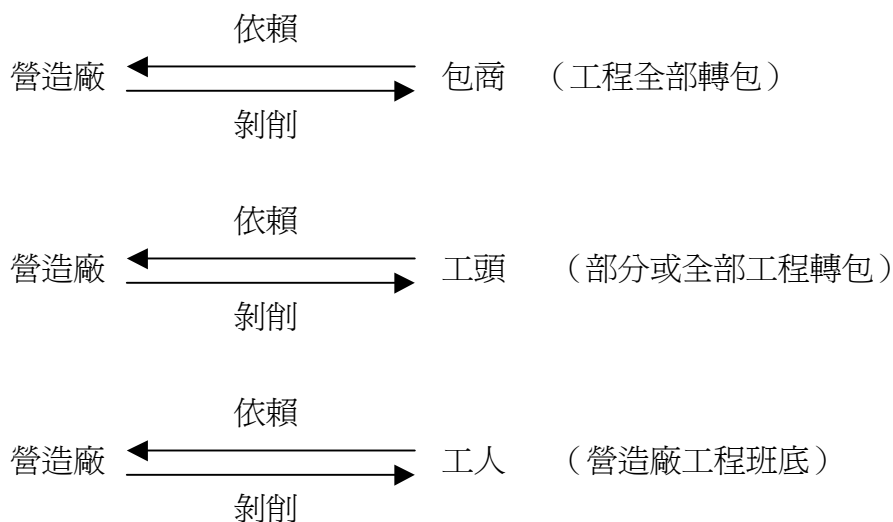 依賴
營造廠 包商 （工程全部轉包）
剝削
依賴
營造廠 工頭 （部分或全部工程轉包）
剝削
依賴
營造廠 工人 （營造廠工程班底）
剝削